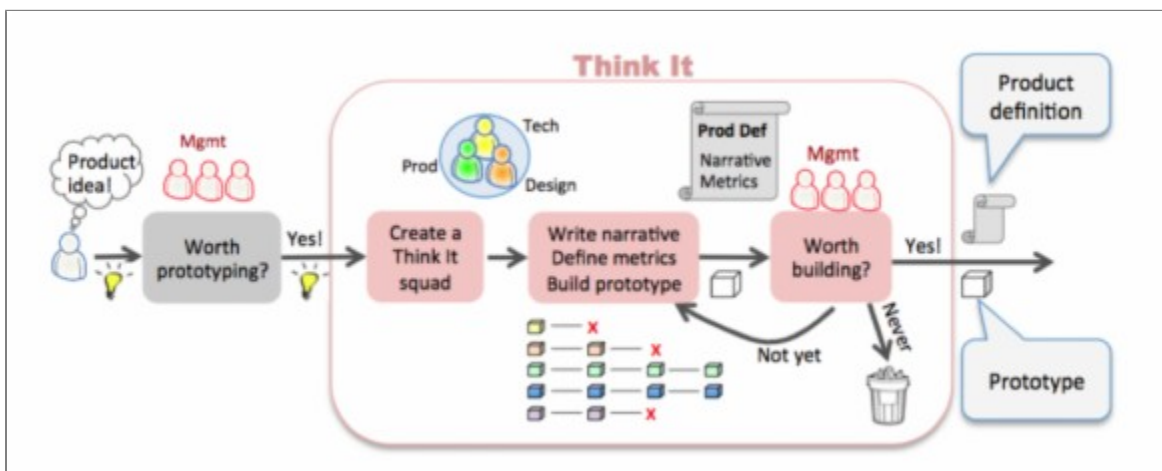 Think It
Product
idea!
Mgmt
Worth
prototyping?
Yes!
Tech
Prod
Design
Create a
Think It
squad
Write narrative
Define metrics
Build prototype
Prod Def
Narrative
Metrics
Mgmt
Worth
building?
Yes!
Not yet
Never
X
X
X
Product
definition
Prototype